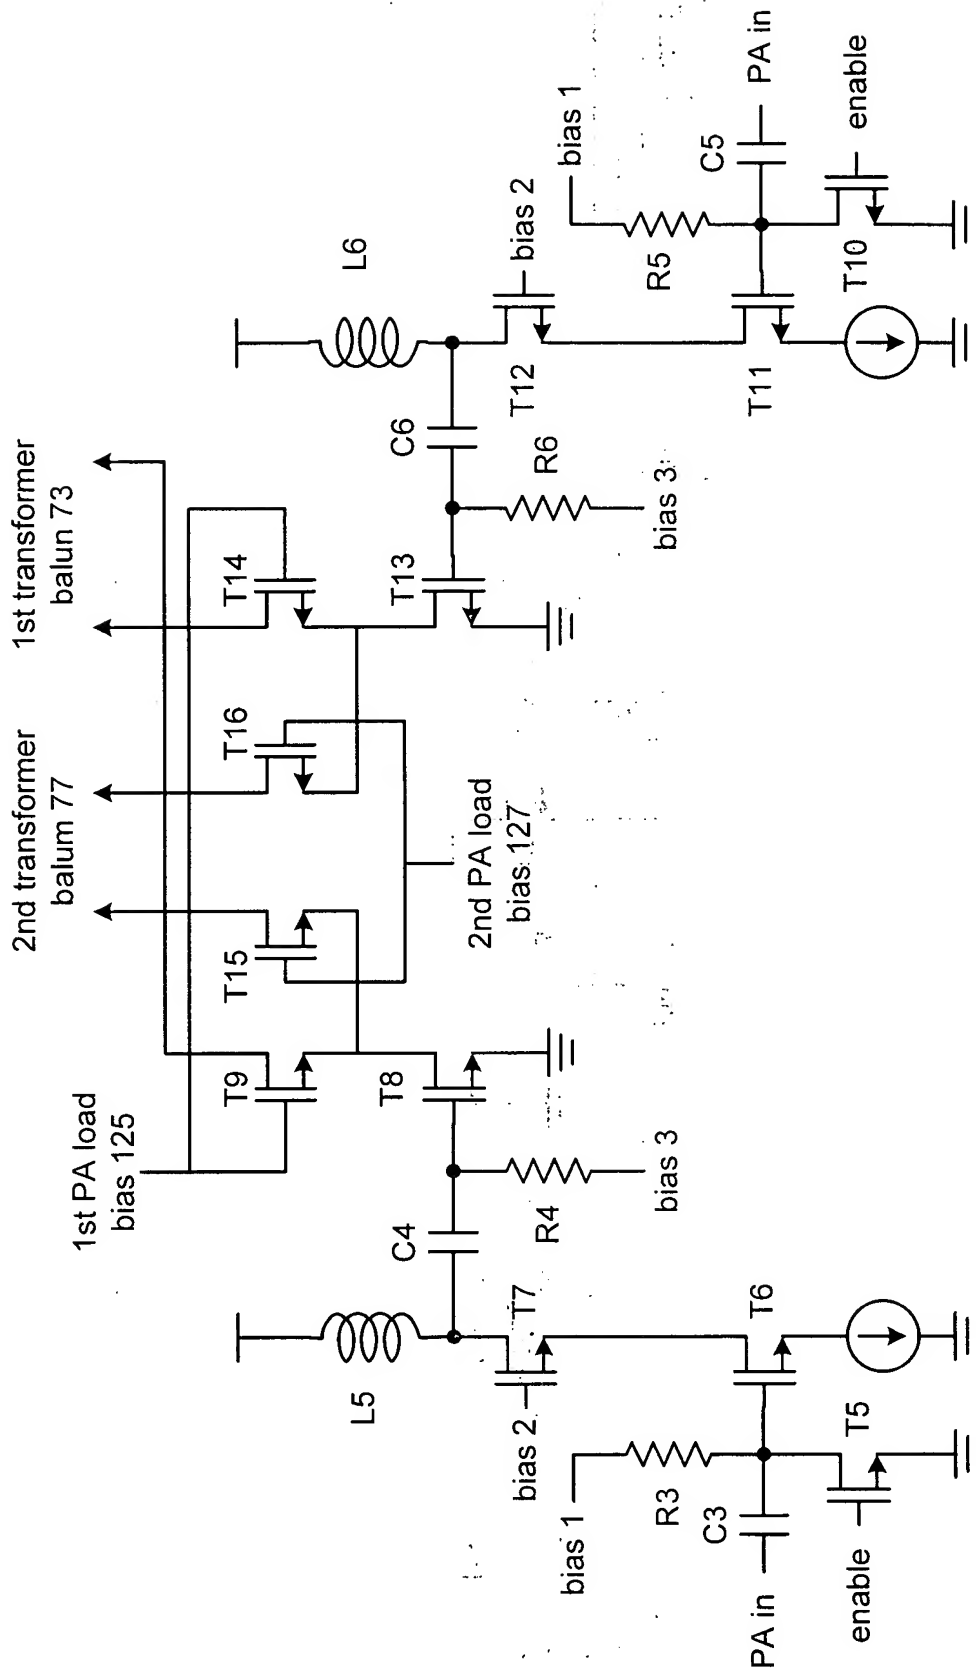 1st transformer
balun 73
2nd transformer
balum 77
1st PA load
bias 125
T9
T15
T16
T14
L5
C4
T8
R4
bias 3
2nd PA load
bias 127
T13
C6
R6
bias 3
L6
T7
bias 2
T12
bias 2
bias 1
R3
C3
PA in
T6
T5
enable
T11
R5
bias 1
C5
PA in
T10
enable